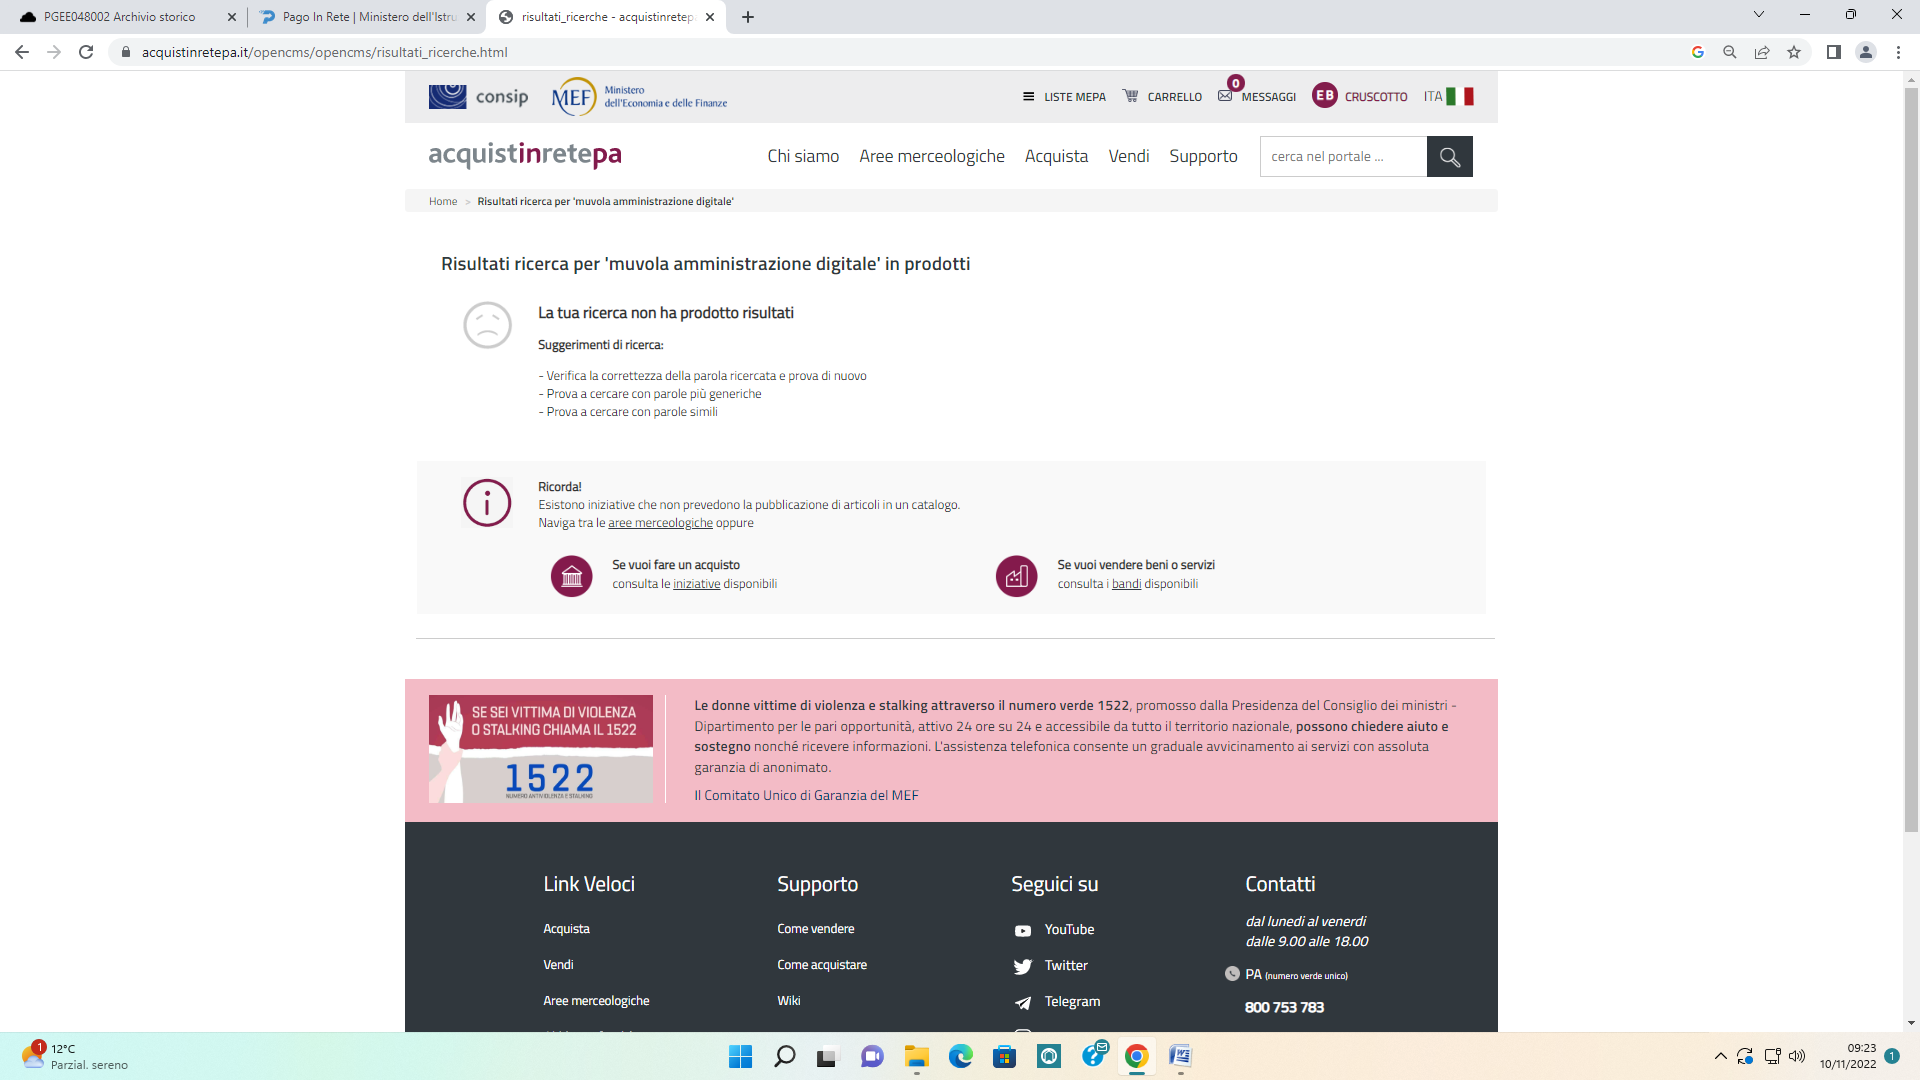 PGEE048002 Archivio storico
Pago In Rete | Ministero dell'Istru
risultati_ricerche - acquistinretep
acquistinretepa.it/opencms/opencms/risultati_ricerche.html
consip
MEF Ministero dell'Economia e delle Finanze
LISTE MEPA
CARRELLO
0
MESSAGGI
EB
CRUSCOTTO
ITA
acquistinretepa
Chi siamo
Aree merceologiche
Acquista
Vendi
Supporto
cerca nel portale ...
Home > Risultati ricerca per 'muvola amministrazione digitale'
Risultati ricerca per 'muvola amministrazione digitale' in prodotti
La tua ricerca non ha prodotto risultati
Suggerimenti di ricerca:
- Verifica la correttezza della parola ricercata e prova di nuovo
- Prova a cercare con parole più generiche
- Prova a cercare con parole simili
Ricorda!
Esistono iniziative che non prevedono la pubblicazione di articoli in un catalogo.
Naviga tra le aree merceologiche oppure
Se vuoi fare un acquisto
consulta le iniziative disponibili
Se vuoi vendere beni o servizi
consulta i bandi disponibili
SE SEI VITTIMA DI VIOLENZA
O STALKING CHIAMA IL 1522
1522
NUMERO ANTIVIOLENZA E STALKING
Le donne vittime di violenza e stalking attraverso il numero verde 1522, promosso dalla Presidenza del Consiglio dei ministri -
Dipartimento per le pari opportunità, attivo 24 ore su 24 e accessibile da tutto il territorio nazionale, possono chiedere aiuto e
sostegno nonché ricevere informazioni. L'assistenza telefonica consente un graduale avvicinamento ai servizi con assoluta
garanzia di anonimato.
Il Comitato Unico di Garanzia del MEF
Link Veloci
Acquista
Vendi
Aree merceologiche
Supporto
Come vendere
Come acquistare
Wiki
Seguici su
YouTube
Twitter
Telegram
Contatti
dal lunedi al venerdi
dalle 9.00 alle 18.00
PA (numero verde unico)
800 753 783
1
12°C
Parzial. sereno
09:23
10/11/2022
1